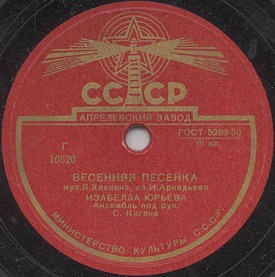 СССР
АПРЕЛЕВСКИЙ ЗАВОД
ГОСТ 5289-50
III кл.
Г
10520
ВЕСЕННЯЯ ПЕСЕНКА
муз.Я.Хаскина, сл.И.Аркадьева
ИЗАБЕЛЛА ЮРЬЕВА
Ансамбль под рук.
С. Кагана
МИНИСТЕРСТВО КУЛЬТУРЫ С.С.С.Р.